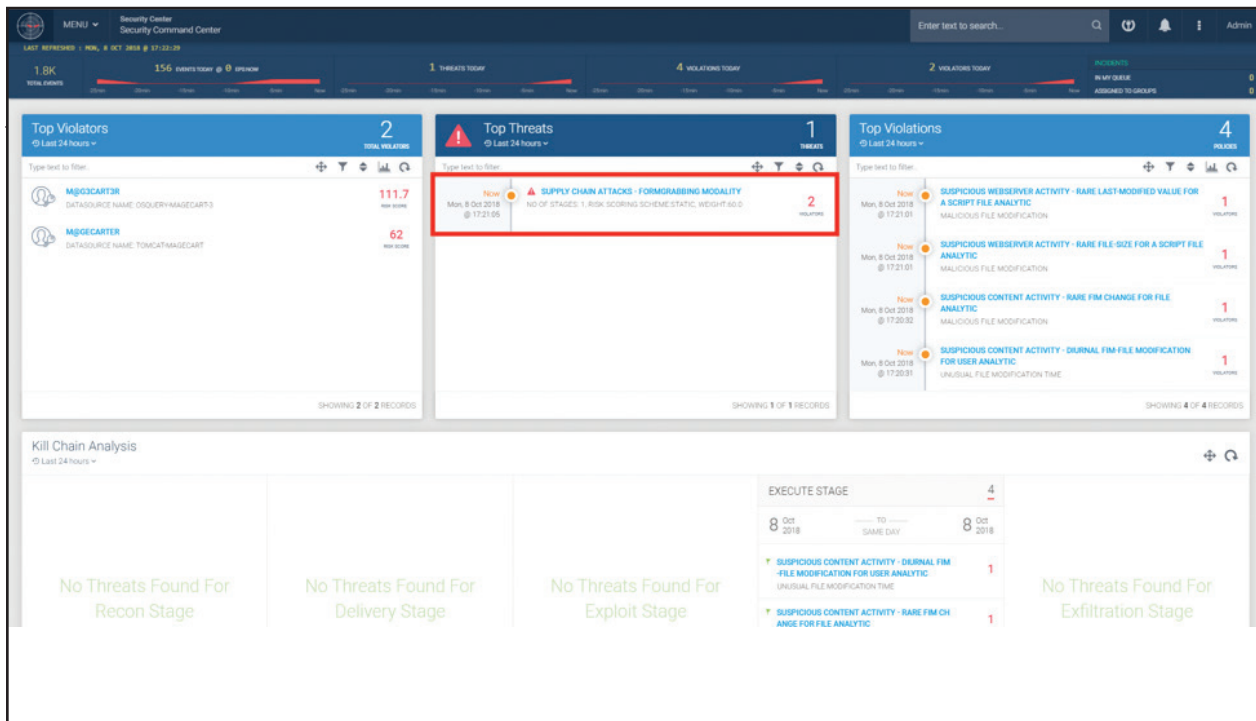 MENU
Security Center
Security Command Center
Enter text to search...
Admin
LAST REFRESHED : MON, 8 OCT 2018 @ 17:22:29
1.8K
TOTAL EVENTS
156 EVENTS TODAY @ 0 EPS NOW
1 THREATS TODAY
4 VIOLATIONS TODAY
2 VIOLATORS TODAY
INCIDENTS
IN MY QUEUE 0
ASSIGNED TO GROUPS 0
Top Violators
Last 24 hours
2
TOTAL VIOLATORS
Type text to filter..
M@G3CART3R
DATASOURCE NAME: OSQUERY-MAGECART-3
111.7
RISK SCORE
M@GECARTER
DATASOURCE NAME: TOMCAT-MAGECART
62
RISK SCORE
SHOWING 2 OF 2 RECORDS
Top Threats
Last 24 hours
1
THREATS
Type text to filter..
Now
Mon, 8 Oct 2018
@ 17:21:05
SUPPLY CHAIN ATTACKS - FORMGRABBING MODALITY
NO OF STAGES: 1, RISK SCORING SCHEME:STATIC, WEIGHT:60.0
2
VIOLATORS
SHOWING 1 OF 1 RECORDS
Top Violations
Last 24 hours
4
POLICIES
Type text to filter..
Now
Mon, 8 Oct 2018
@ 17:21:01
SUSPICIOUS WEBSERVER ACTIVITY - RARE LAST-MODIFIED VALUE FOR
A SCRIPT FILE ANALYTIC
MALICIOUS FILE MODIFICATION
1
VIOLATORS
Now
Mon, 8 Oct 2018
@ 17:21:01
SUSPICIOUS WEBSERVER ACTIVITY - RARE FILE-SIZE FOR A SCRIPT FILE
ANALYTIC
MALICIOUS FILE MODIFICATION
1
VIOLATORS
Now
Mon, 8 Oct 2018
@ 17:20:32
SUSPICIOUS CONTENT ACTIVITY - RARE FIM CHANGE FOR FILE
ANALYTIC
MALICIOUS FILE MODIFICATION
1
VIOLATORS
Now
Mon, 8 Oct 2018
@ 17:20:31
SUSPICIOUS CONTENT ACTIVITY - DIURNAL FIM-FILE MODIFICATION
FOR USER ANALYTIC
UNUSUAL FILE MODIFICATION TIME
1
VIOLATORS
SHOWING 4 OF 4 RECORDS
Kill Chain Analysis
Last 24 hours
No Threats Found For
Recon Stage
No Threats Found For
Delivery Stage
No Threats Found For
Exploit Stage
EXECUTE STAGE 4
8 Oct 2018 TO SAME DAY 8 Oct 2018
SUSPICIOUS CONTENT ACTIVITY - DIURNAL FIM
-FILE MODIFICATION FOR USER ANALYTIC
UNUSUAL FILE MODIFICATION TIME
1
SUSPICIOUS CONTENT ACTIVITY - RARE FIM CH
ANGE FOR FILE ANALYTIC
1
No Threats Found For
Exfiltration Stage